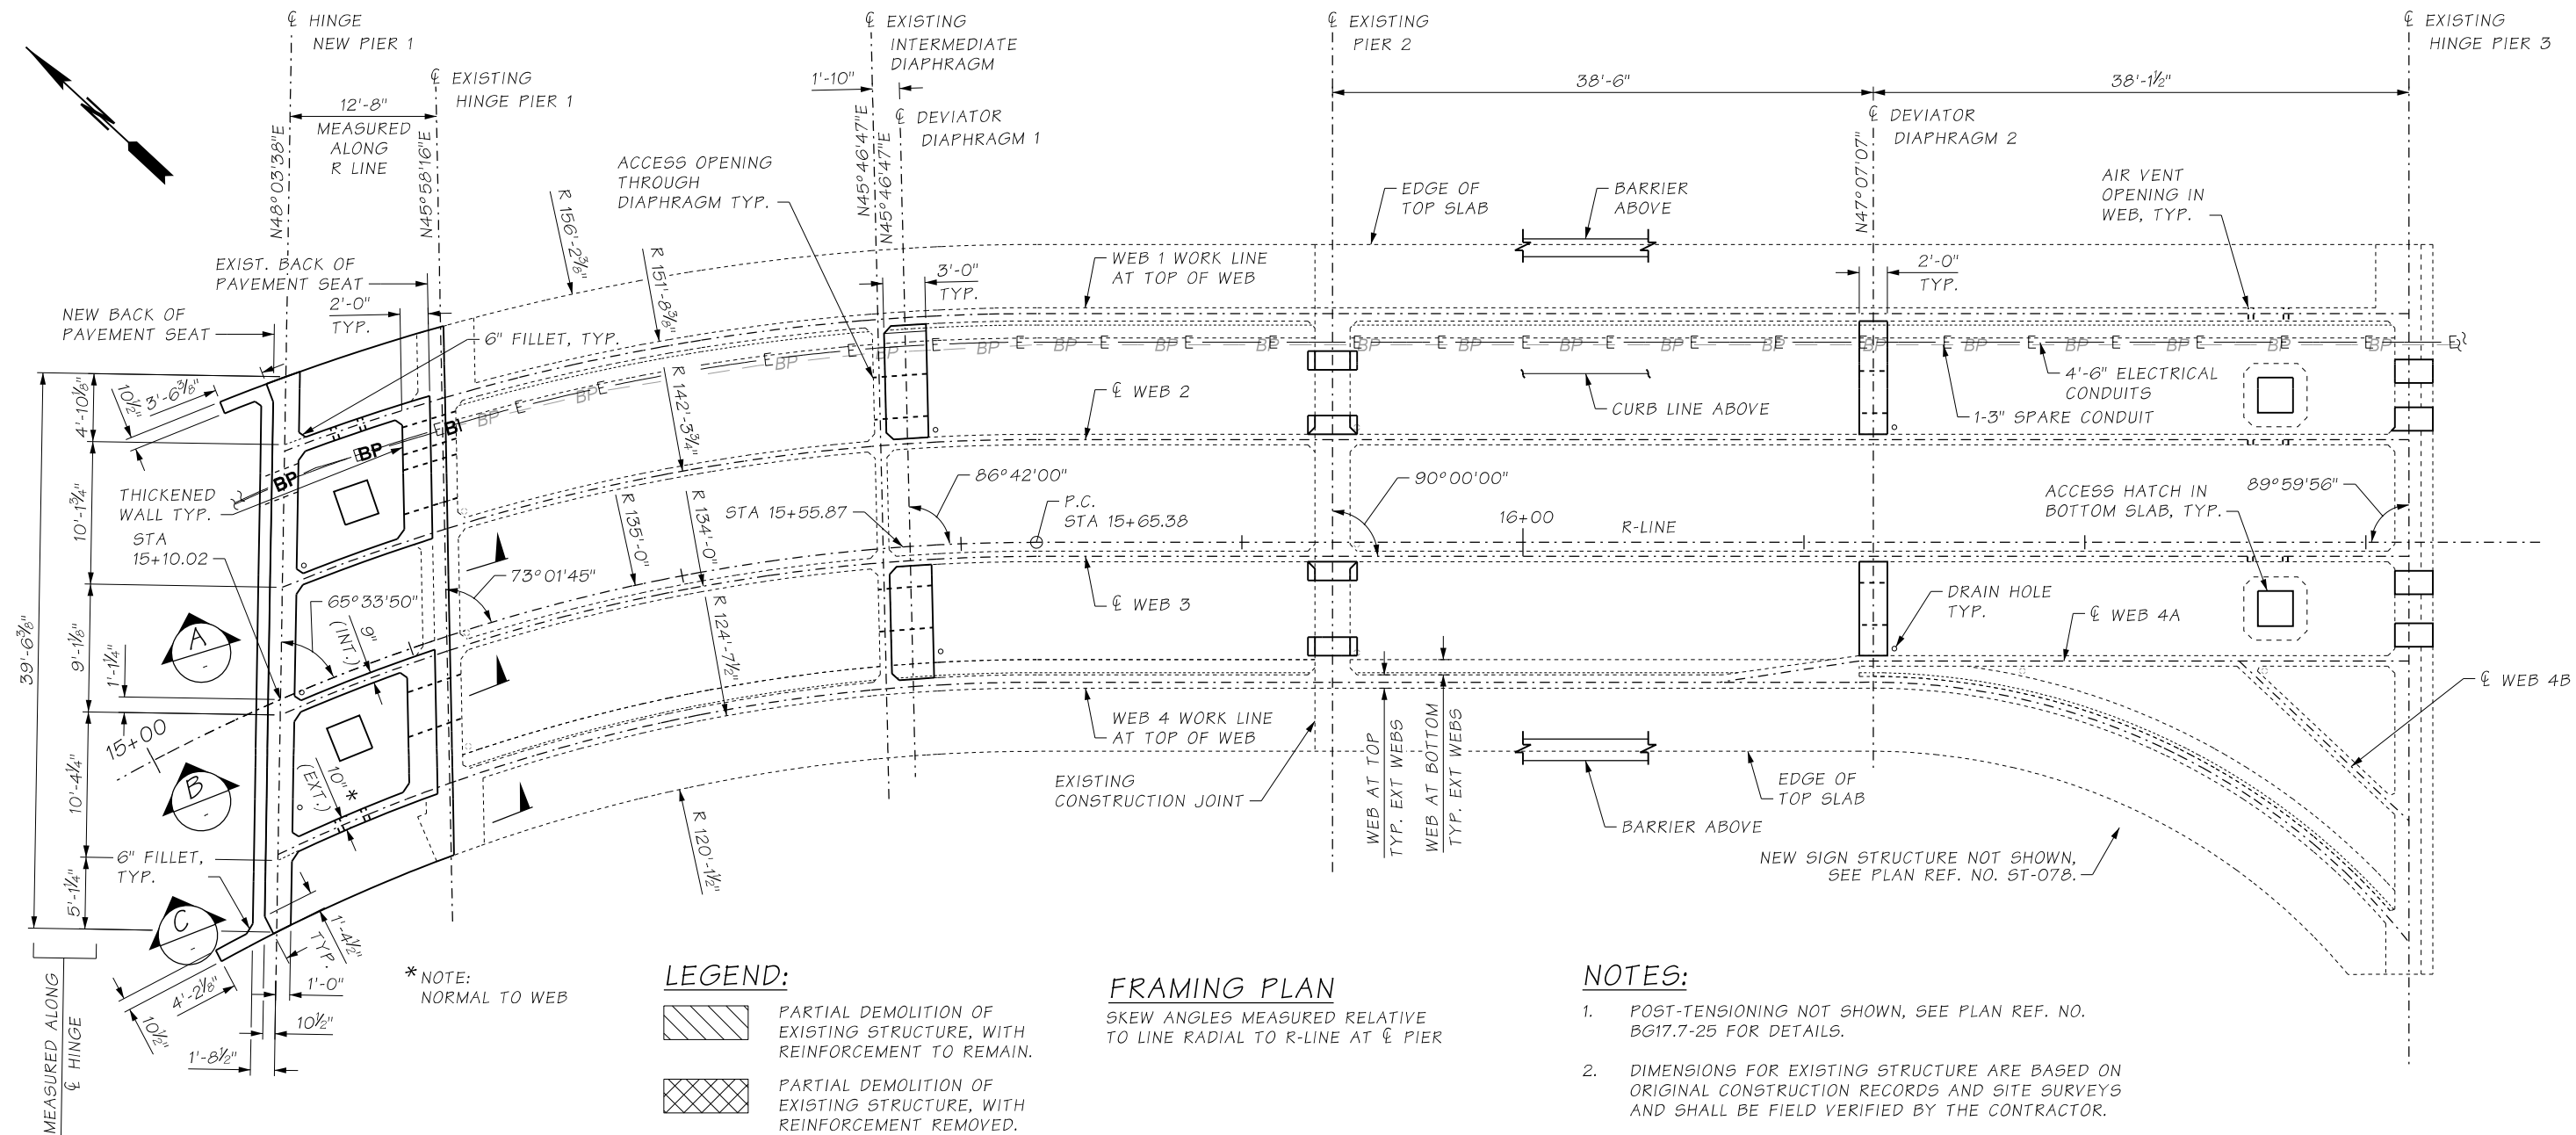 ℄ HINGE
NEW PIER 1
℄ EXISTING
HINGE PIER 1
℄ EXISTING
INTERMEDIATE
DIAPHRAGM
℄ DEVIATOR
DIAPHRAGM 1
℄ EXISTING
PIER 2
℄ DEVIATOR
DIAPHRAGM 2
℄ EXISTING
HINGE PIER 3
12'-8"
MEASURED
ALONG
R LINE
1'-10"
38'-6"
38'-1½"
N48°03'38"E
N45°58'16"E
N45°46'47"E
N45°46'47"E
N47°07'07"E
N
ACCESS OPENING
THROUGH
DIAPHRAGM TYP.
EDGE OF
TOP SLAB
BARRIER
ABOVE
AIR VENT
OPENING IN
WEB, TYP.
R 156'-2⅜"
R 151'-8⅜"
R 142'-3¾"
R 135'-0"
R 134'-0"
R 124'-7½"
R 120'-1½"
EXIST. BACK OF
PAVEMENT SEAT
2'-0"
TYP.
NEW BACK OF
PAVEMENT SEAT
6" FILLET, TYP.
3'-0"
TYP.
WEB 1 WORK LINE
AT TOP OF WEB
2'-0"
TYP.
E E E E E E E E E E E E E E E E E
BP BP BP BP BP BP BP BP BP BP BP BP BP BP BP BP
℄ WEB 2
CURB LINE ABOVE
4'-6" ELECTRICAL
CONDUITS
1-3" SPARE CONDUIT
10½"
3'-6⅜"
4'-10⅛"
10'-1¾"
9'-1⅛"
1'-1¼"
10'-4¼"
5'-1¼"
39'-6⅜"
THICKENED
WALL TYP.
STA
15+10.02
65°33'50"
73°01'45"
9"
(INT.)
10" *
(EXT.)
STA 15+55.87
86°42'00"
P.C.
STA 15+65.38
90°00'00"
16+00
R-LINE
89°59'56"
ACCESS HATCH IN
BOTTOM SLAB, TYP.
℄ WEB 3
DRAIN HOLE
TYP.
℄ WEB 4A
℄ WEB 4B
A
-
B
-
C
-
15+00
6" FILLET,
TYP.
WEB 4 WORK LINE
AT TOP OF WEB
EXISTING
CONSTRUCTION JOINT
WEB AT TOP
TYP. EXT WEBS
WEB AT BOTTOM
TYP. EXT WEBS
EDGE OF
TOP SLAB
BARRIER ABOVE
NEW SIGN STRUCTURE NOT SHOWN,
SEE PLAN REF. NO. ST-078.
1'-4½"
TYP.
4'-2⅛"
10½"
1'-0"
10½"
1'-8½"
MEASURED ALONG
℄ HINGE
*NOTE:
NORMAL TO WEB
LEGEND:
PARTIAL DEMOLITION OF
EXISTING STRUCTURE, WITH
REINFORCEMENT TO REMAIN.
PARTIAL DEMOLITION OF
EXISTING STRUCTURE, WITH
REINFORCEMENT REMOVED.
FRAMING PLAN
SKEW ANGLES MEASURED RELATIVE
TO LINE RADIAL TO R-LINE AT ℄ PIER
NOTES:
1. POST-TENSIONING NOT SHOWN, SEE PLAN REF. NO.
BG17.7-25 FOR DETAILS.
2. DIMENSIONS FOR EXISTING STRUCTURE ARE BASED ON
ORIGINAL CONSTRUCTION RECORDS AND SITE SURVEYS
AND SHALL BE FIELD VERIFIED BY THE CONTRACTOR.